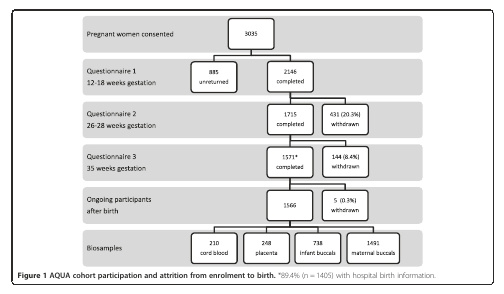 Pregnant women consented
3035
Questionnaire 1
12-18 weeks gestation
885
unreturned
2146
completed
Questionnaire 2
26-28 weeks gestation
1715
completed
431 (20.3%)
withdrawn
Questionnaire 3
35 weeks gestation
1571*
completed
144 (8.4%)
withdrawn
Ongoing participants
after birth
1566
5 (0.3%)
withdrawn
Biosamples
210
cord blood
248
placenta
738
infant buccals
1491
maternal buccals
Figure 1 AQUA cohort participation and attrition from enrolment to birth. *89.4% (n = 1405) with hospital birth information.